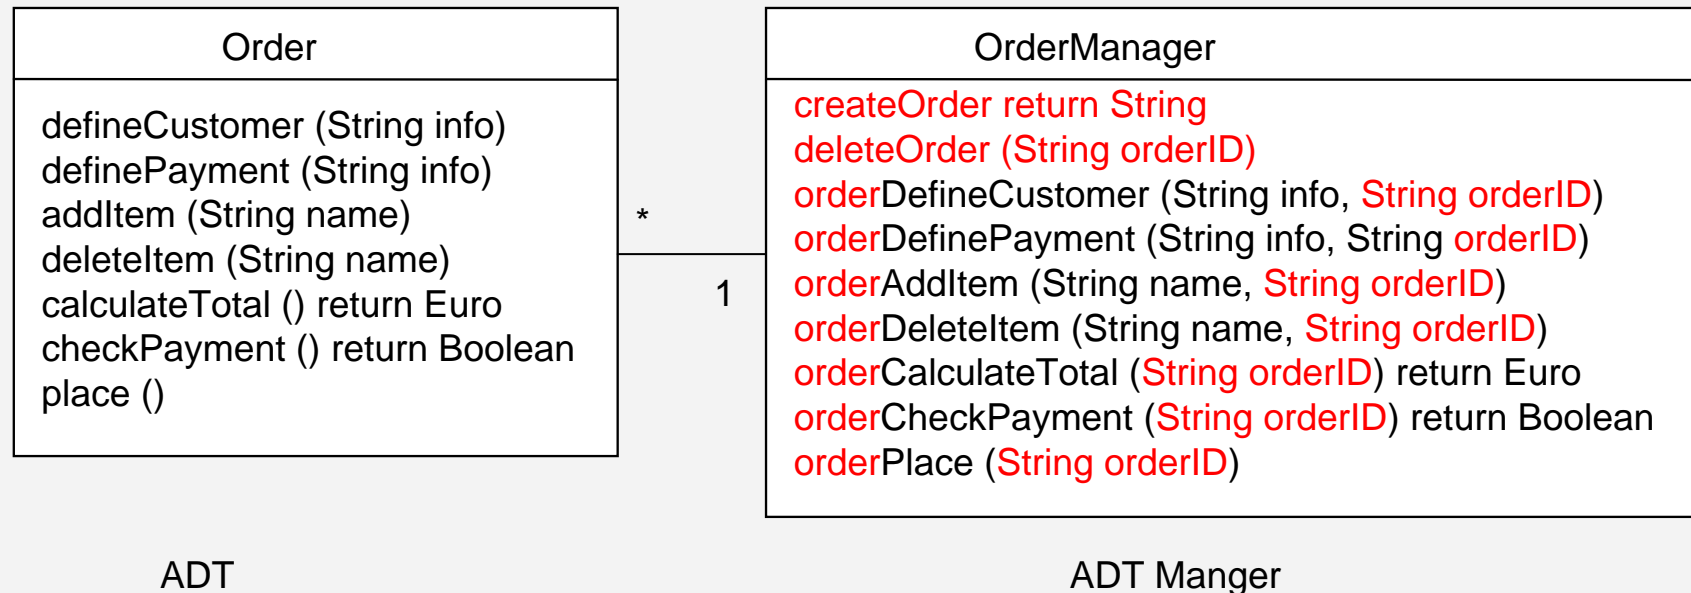 Order
defineCustomer (String info)
definePayment (String info)
addItem (String name)
deleteItem (String name)
calculateTotal () return Euro
checkPayment () return Boolean
place ()
*
1
OrderManager
createOrder return String
deleteOrder (String orderID)
orderDefineCustomer (String info, String orderID)
orderDefinePayment (String info, String orderID)
orderAddItem (String name, String orderID)
orderDeleteItem (String name, String orderID)
orderCalculateTotal (String orderID) return Euro
orderCheckPayment (String orderID) return Boolean
orderPlace (String orderID)
ADT
ADT Manger